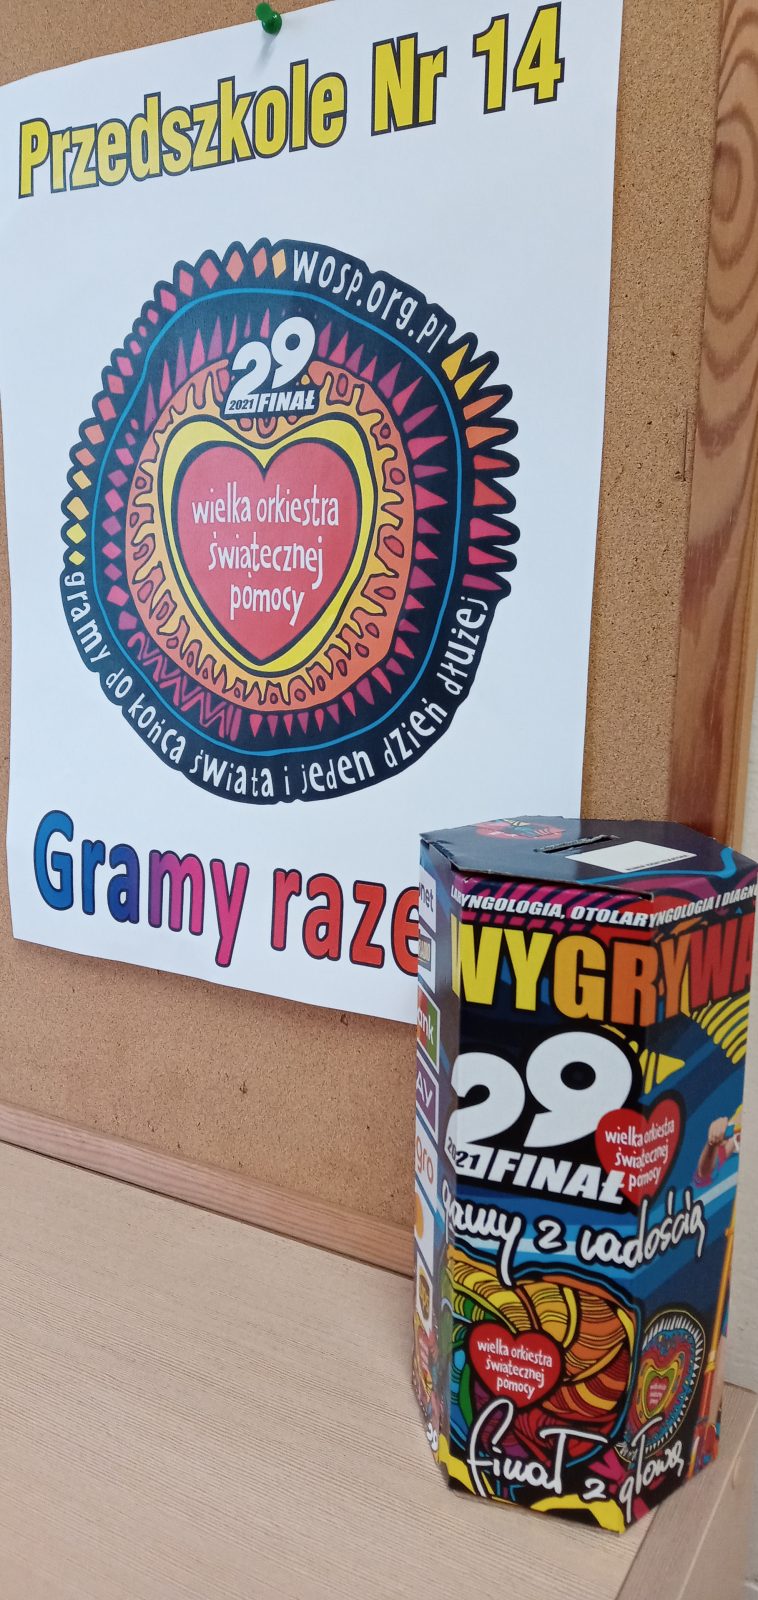 Przedszkole Nr 14
wosp.org.pl
29
2021 FINAŁ
wielka orkiestra
świątecznej
pomocy
gramy do końca świata i jeden dzień dłużej
Gramy raze
LARYNGOLOGIA, OTOLARYNGOLOGIA I DIAGNO
WYGRYWA
29
2021 FINAŁ
wielka orkiestra
świątecznej
pomocy
gramy z radością
wielka orkiestra
świątecznej
pomocy
finał z głową